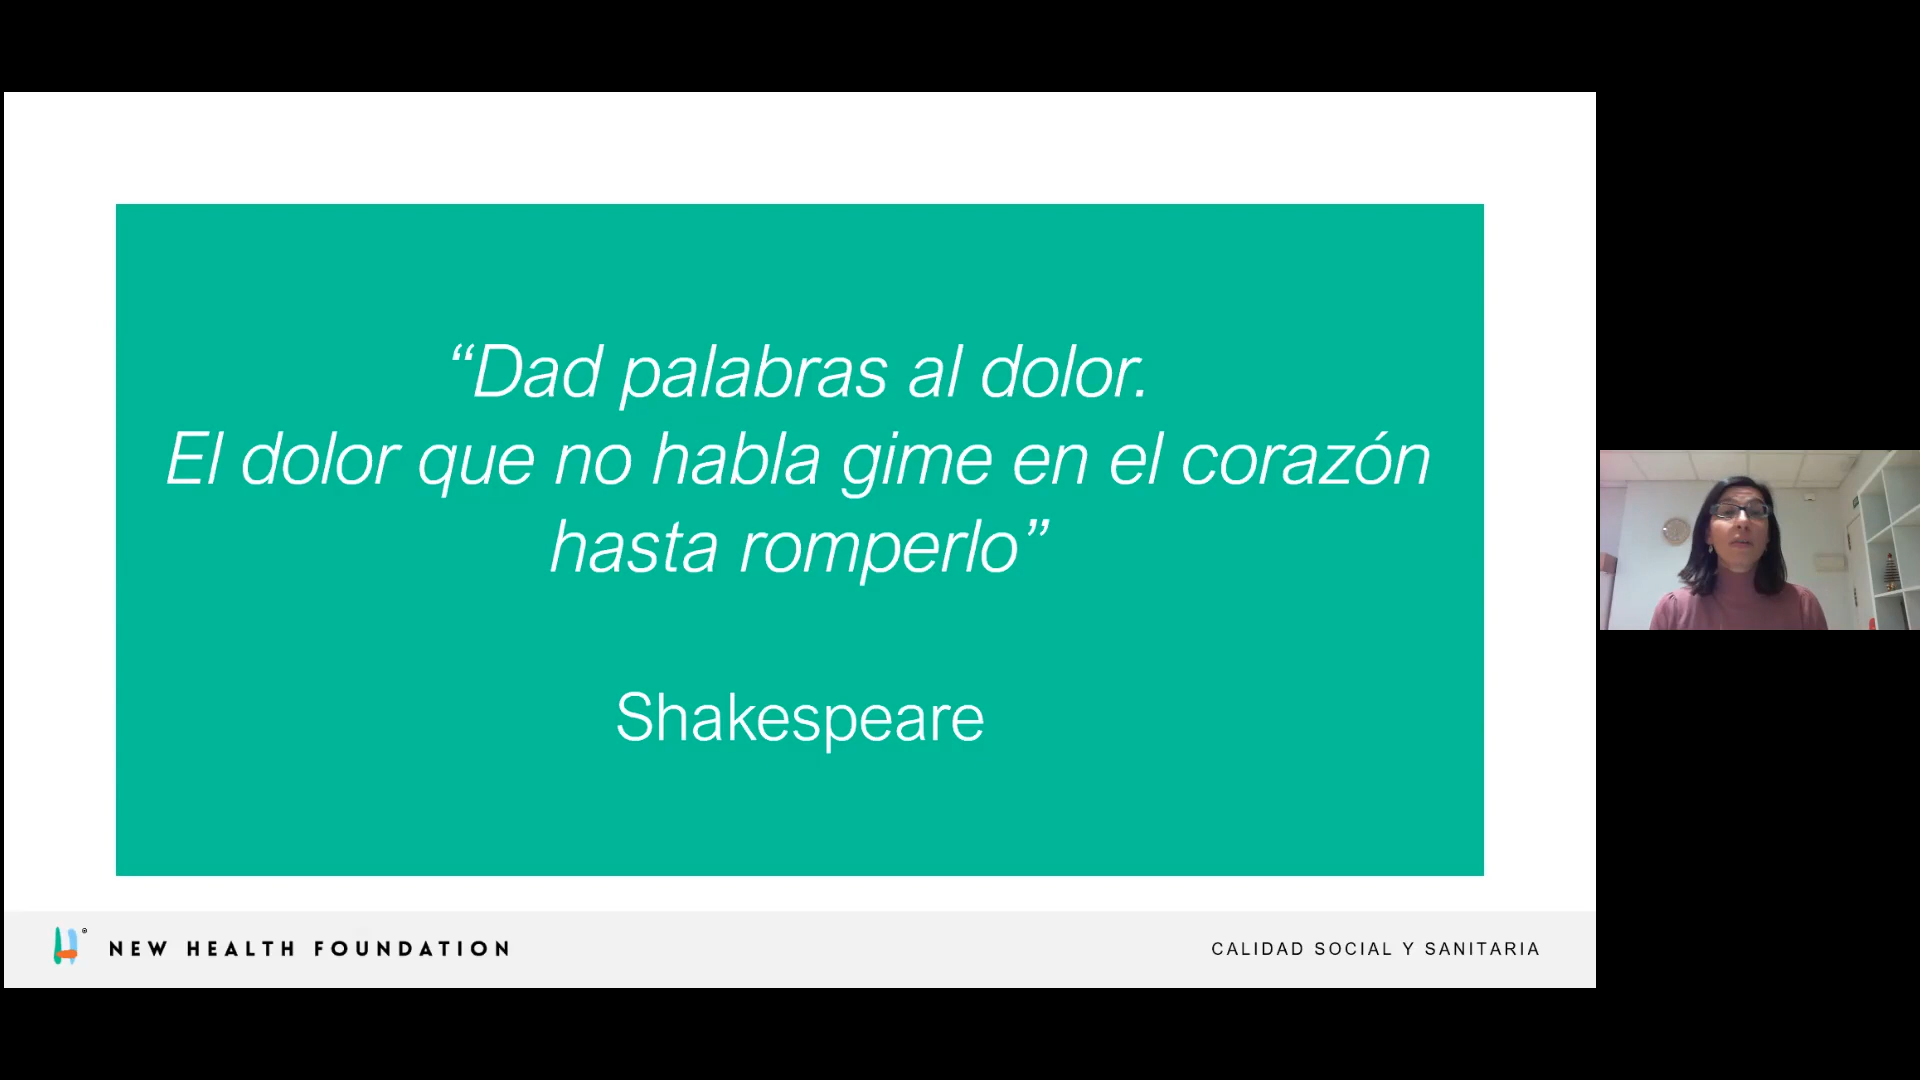 “Dad palabras al dolor.
El dolor que no habla gime en el corazón
hasta romperlo”
Shakespeare
NEW HEALTH FOUNDATION
CALIDAD SOCIAL Y SANITARIA